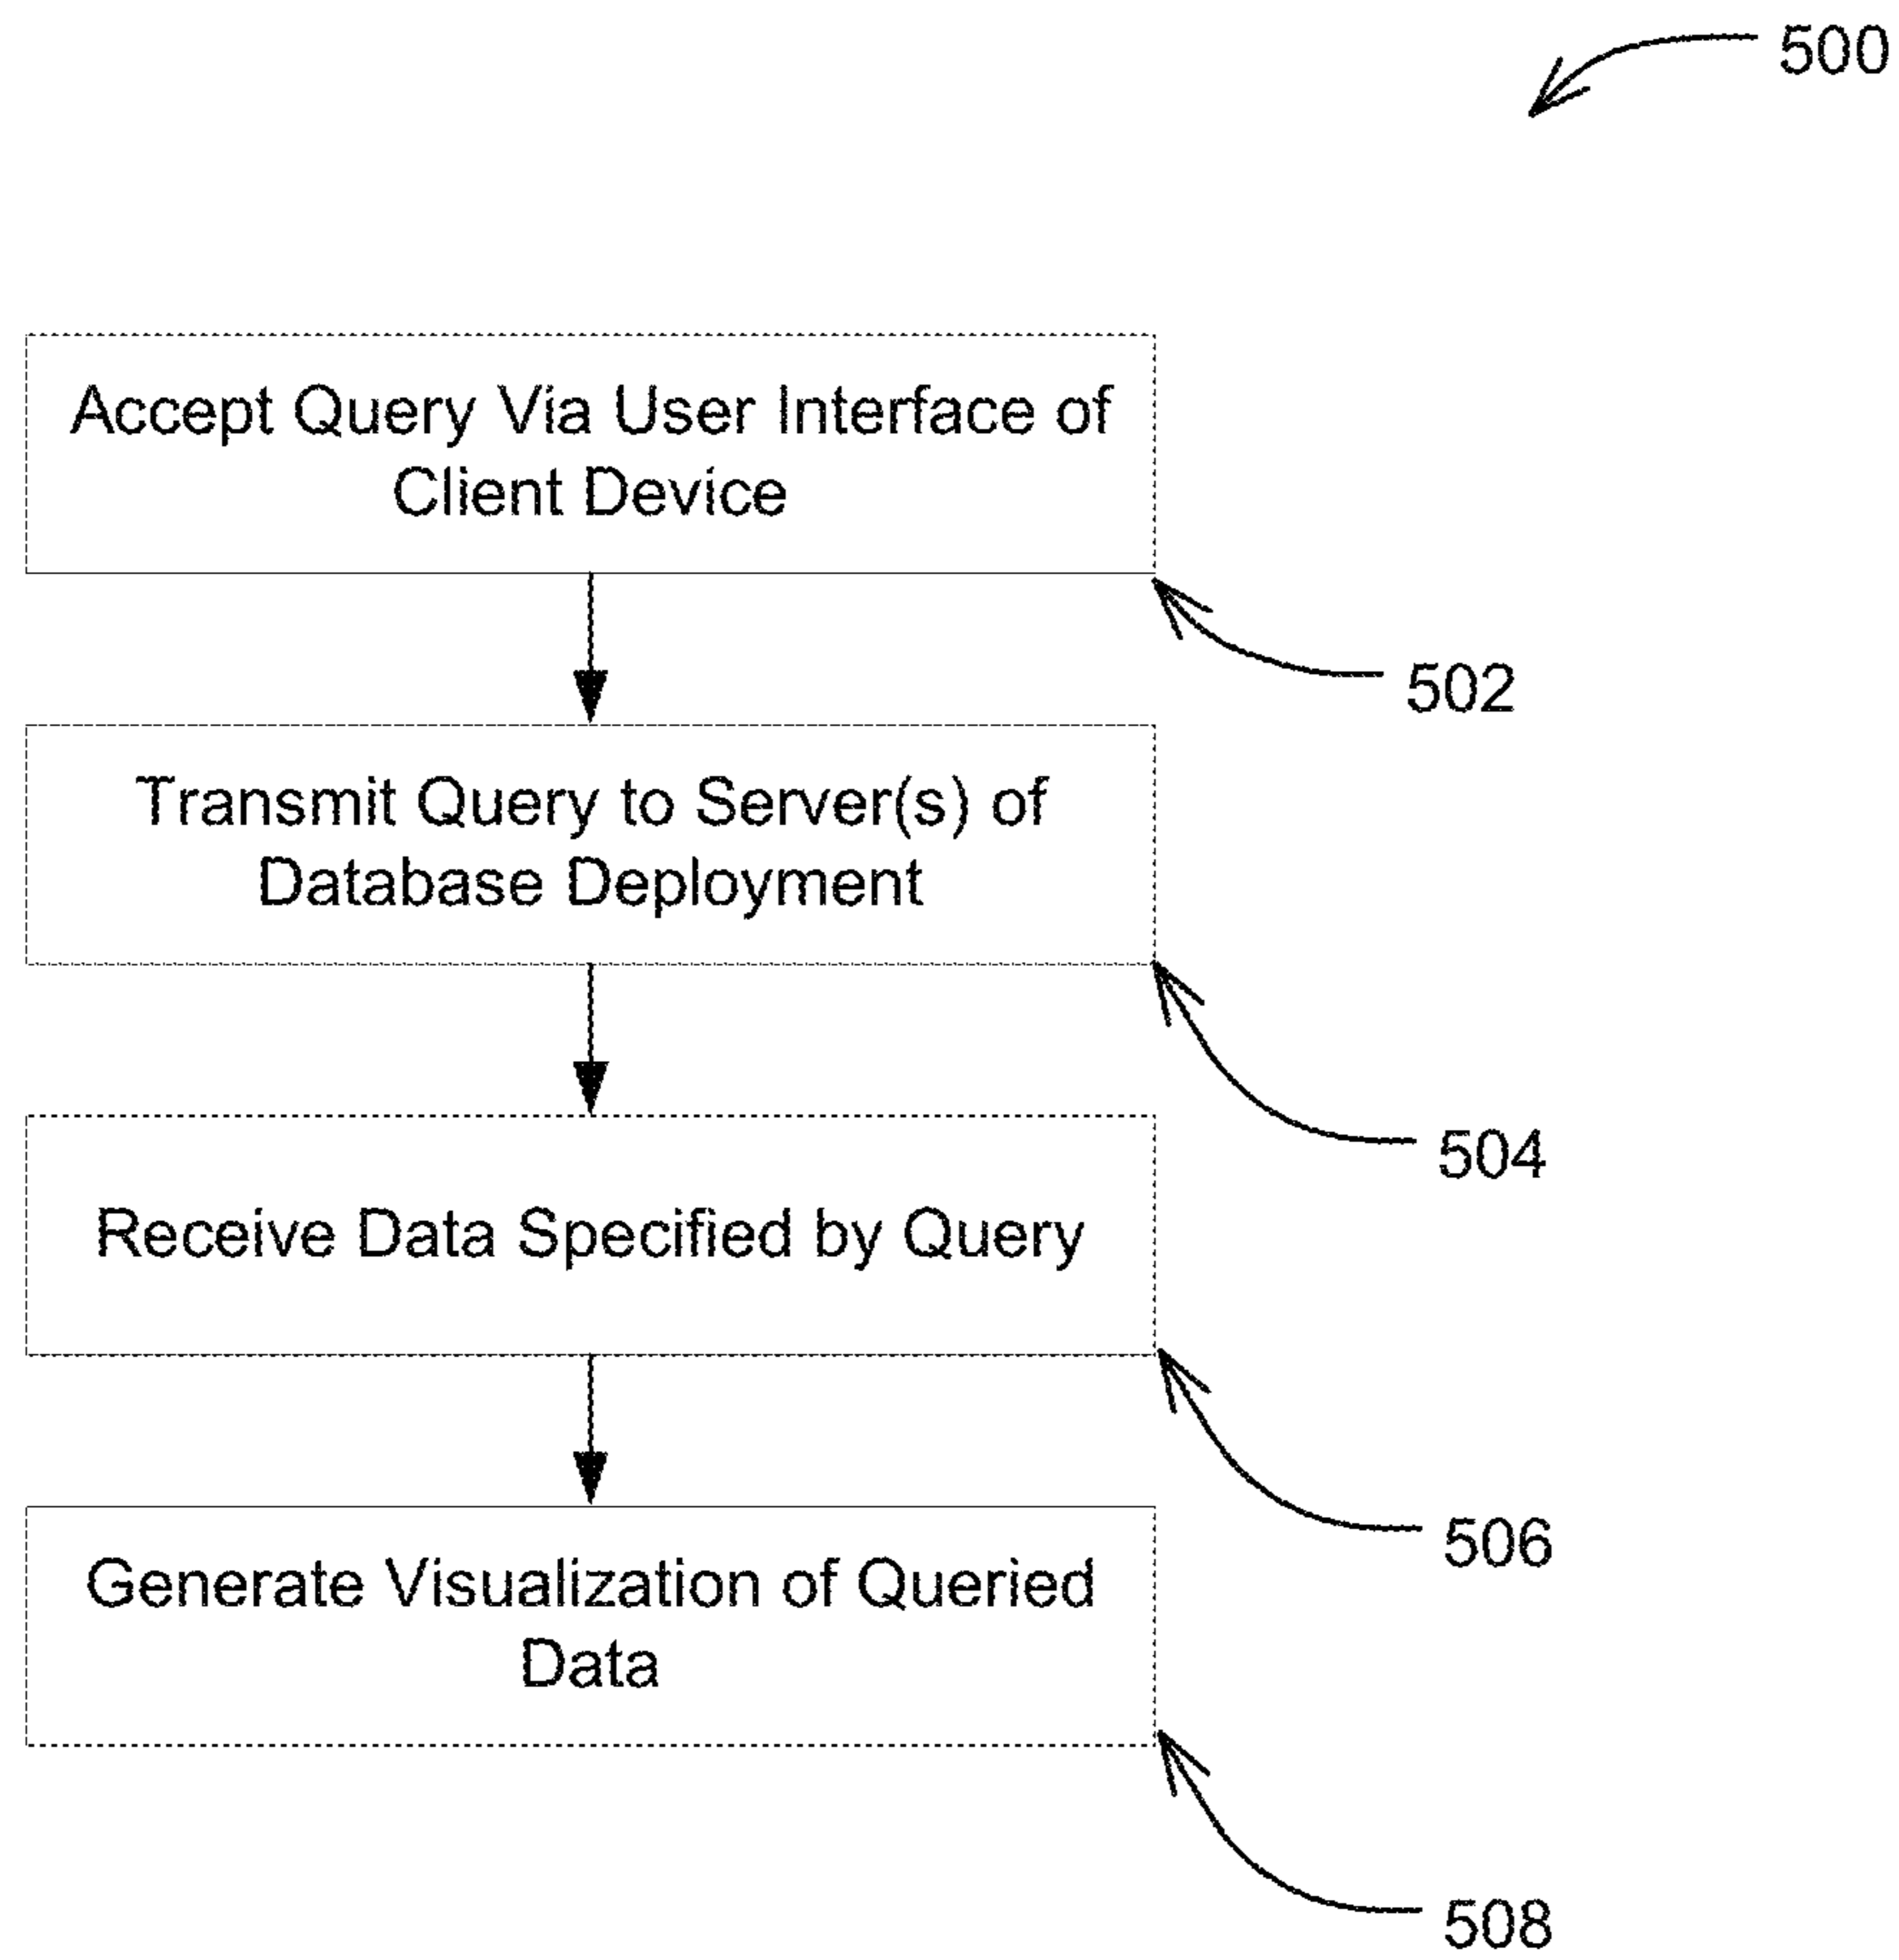 500
Accept Query Via User Interface of
Client Device
502
Transmit Query to Server(s) of
Database Deployment
504
Receive Data Specified by Query
506
Generate Visualization of Queried
Data
508